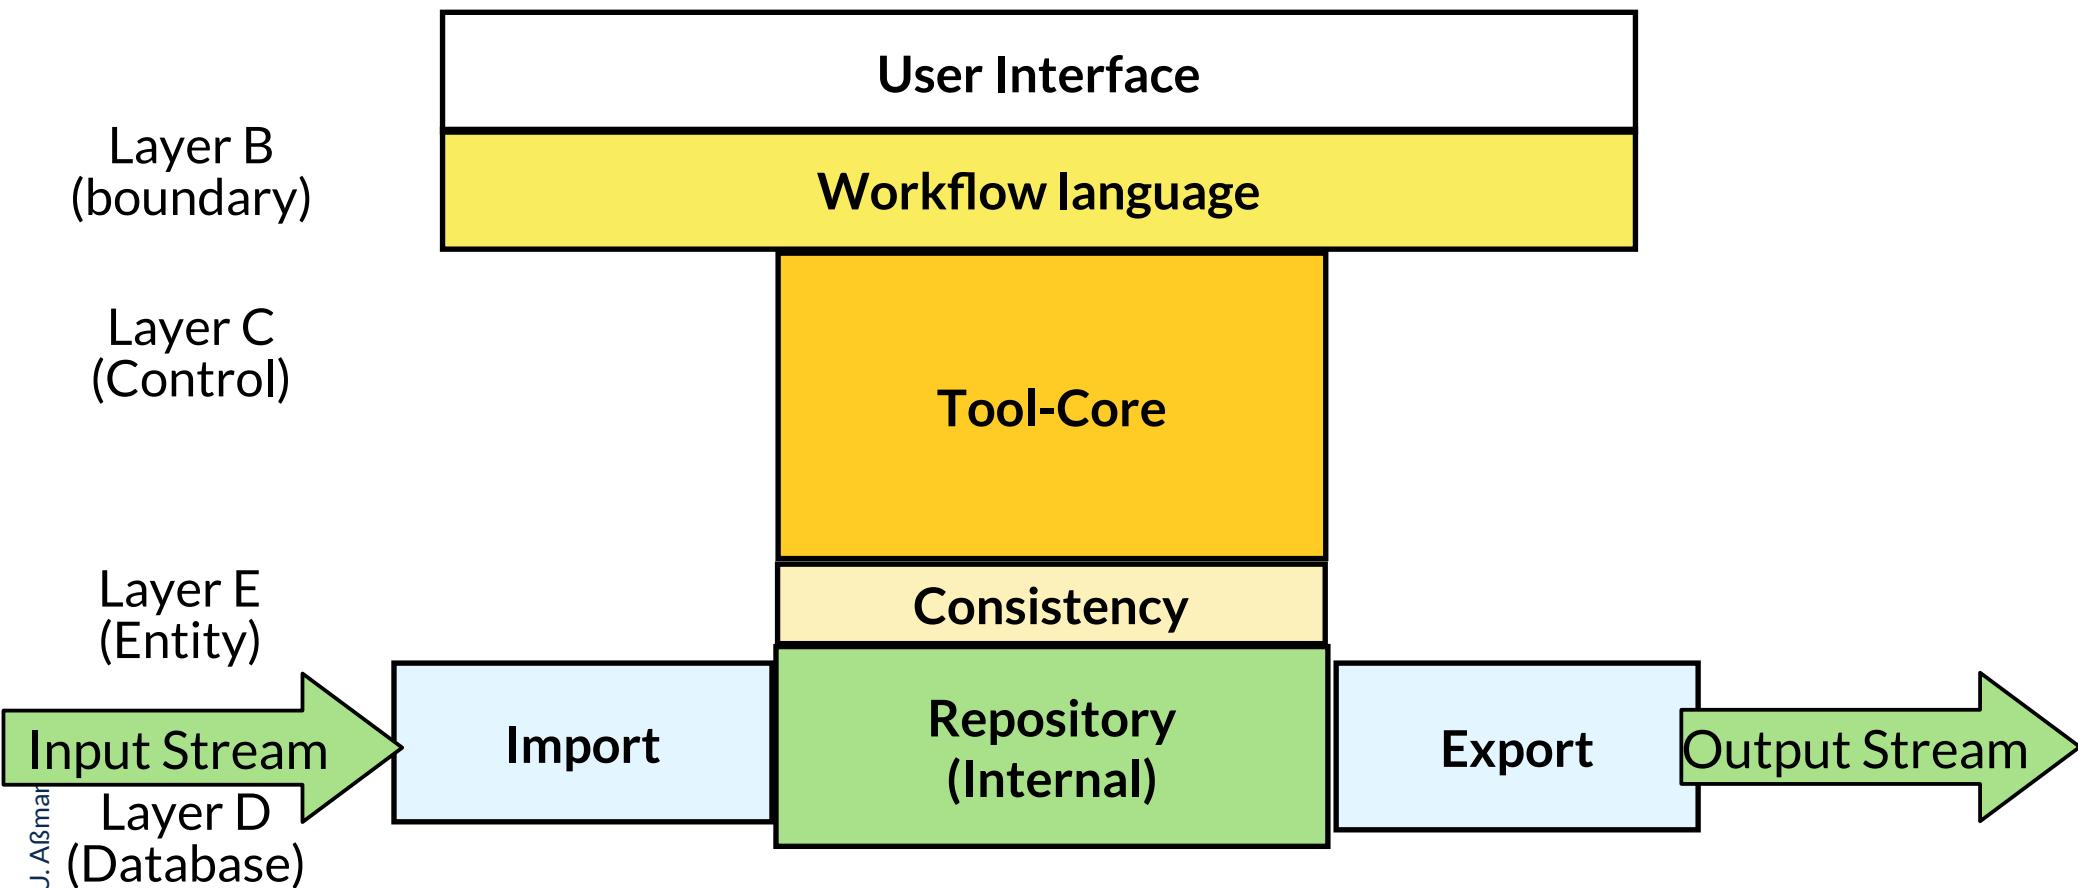 User Interface
Layer B
(boundary)
Workflow language
Layer C
(Control)
Tool-Core
Layer E
(Entity)
Consistency
Input Stream
Import
Repository
(Internal)
Export
Output Stream
Layer D
(Database)
J. Aßmar